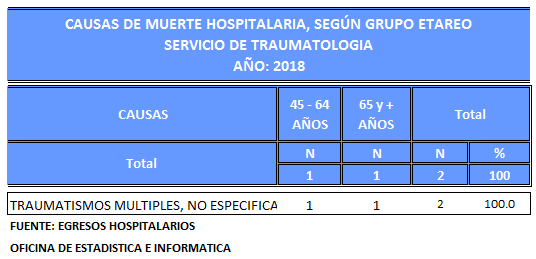 CAUSAS DE MUERTE HOSPITALARIA, SEGÚN GRUPO ETAREO
SERVICIO DE TRAUMATOLOGIA
AÑO: 2018
CAUSAS 45 - 64 AÑOS 65 y + AÑOS Total
Total N N N %
1 1 2 100
TRAUMATISMOS MULTIPLES, NO ESPECIFICA 1 1 2 100.0
FUENTE: EGRESOS HOSPITALARIOS
OFICINA DE ESTADISTICA E INFORMATICA